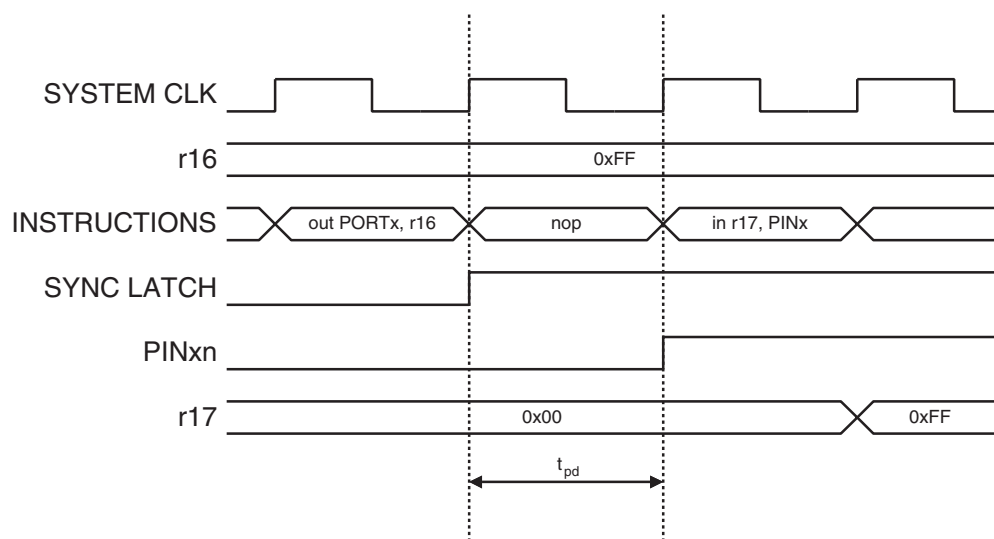 SYSTEM CLK
r16
0xFF
INSTRUCTIONS
out PORTx, r16
nop
in r17, PINx
SYNC LATCH
PINxn
r17
0x00
0xFF
tpd